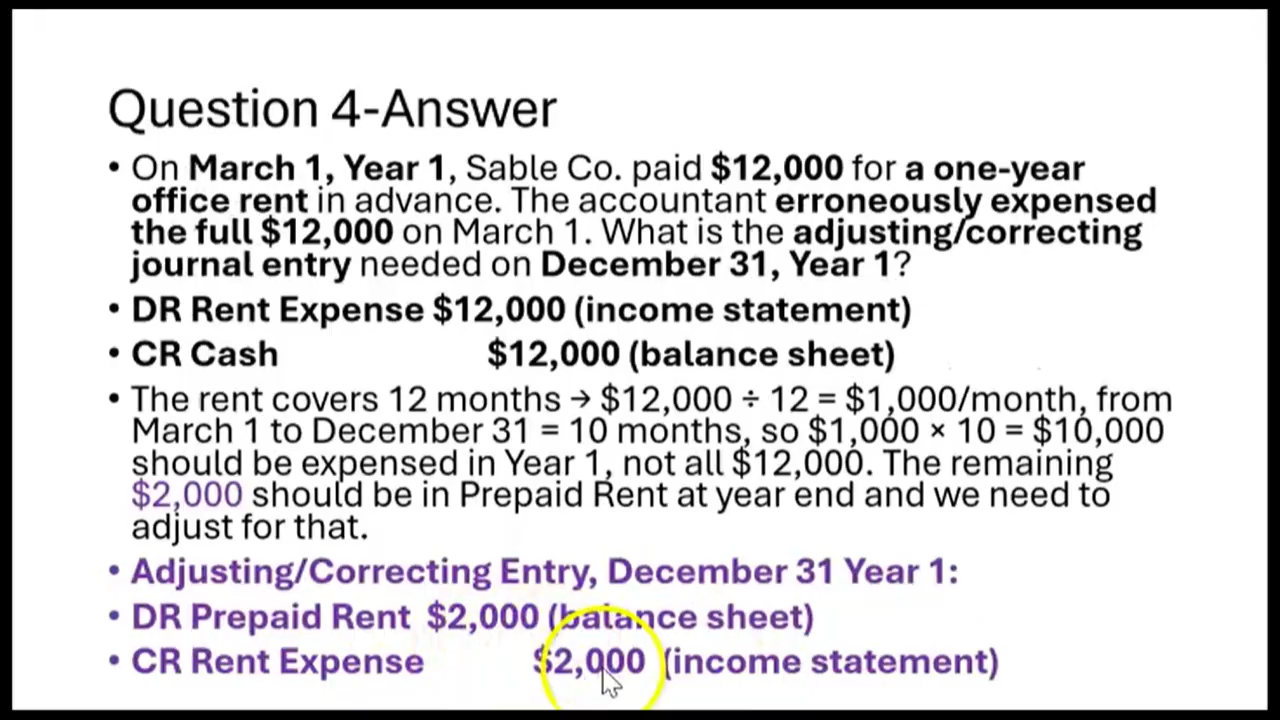 Question 4-Answer
• On March 1, Year 1, Sable Co. paid $12,000 for a one-year
office rent in advance. The accountant erroneously expensed
the full $12,000 on March 1. What is the adjusting/correcting
journal entry needed on December 31, Year 1?
• DR Rent Expense $12,000 (income statement)
• CR Cash $12,000 (balance sheet)
• The rent covers 12 months → $12,000 ÷ 12 = $1,000/month, from
March 1 to December 31 = 10 months, so $1,000 × 10 = $10,000
should be expensed in Year 1, not all $12,000. The remaining
$2,000 should be in Prepaid Rent at year end and we need to
adjust for that.
• Adjusting/Correcting Entry, December 31 Year 1:
• DR Prepaid Rent $2,000 (balance sheet)
• CR Rent Expense $2,000 (income statement)